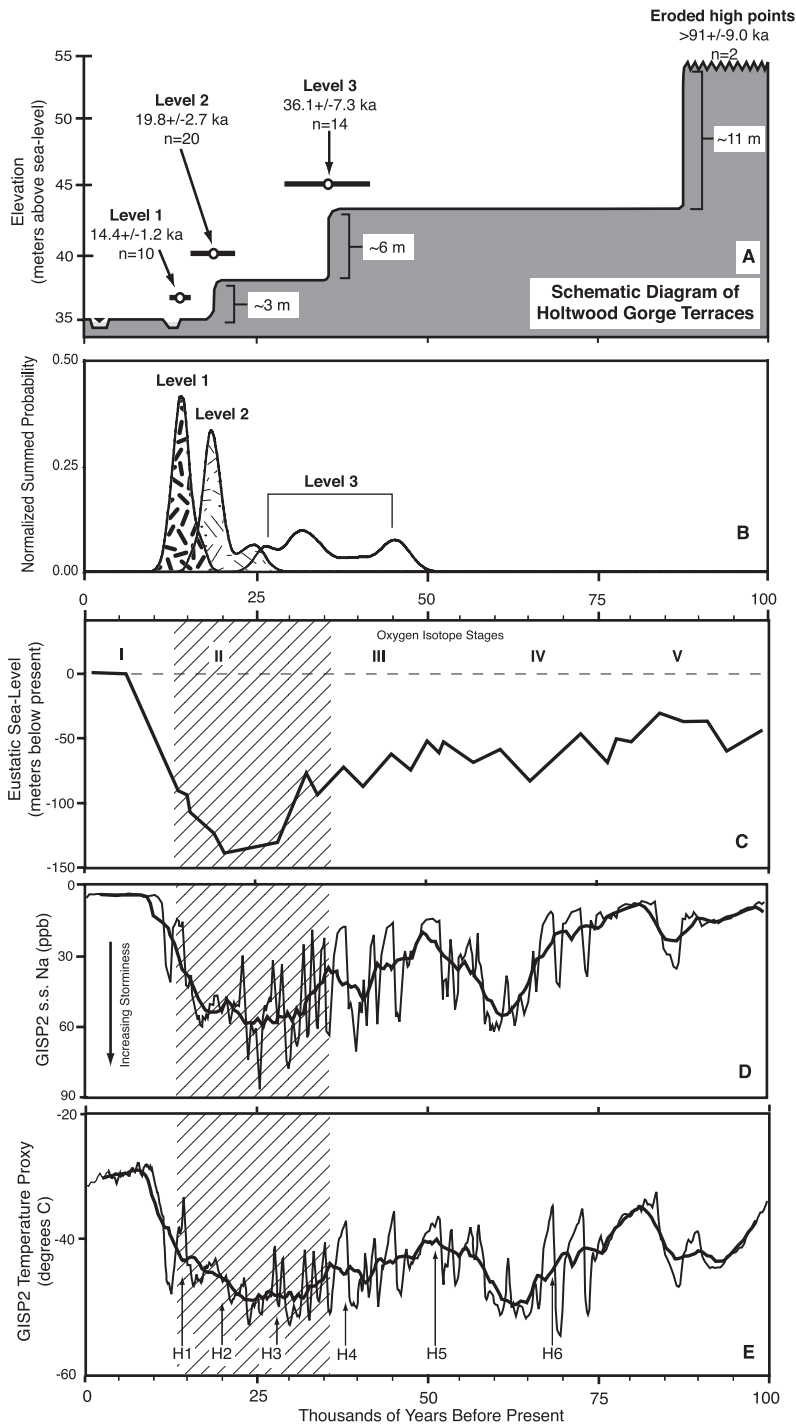 Eroded high points
>91+/-9.0 ka
n=2
Level 3
36.1+/-7.3 ka
n=14
Level 2
19.8+/-2.7 ka
n=20
Level 1
14.4+/-1.2 ka
n=10
Elevation
(meters above sea-level)
55
50
45
40
35
~11 m
~6 m
~3 m
A
Schematic Diagram of
Holtwood Gorge Terraces
Normalized Summed Probability
0.50
0.25
0.00
Level 1
Level 2
Level 3
B
0
25
50
75
100
Eustatic Sea-Level
(meters below present)
0
-50
-100
-150
Oxygen Isotope Stages
I
II
III
IV
V
C
GISP2 s.s. Na (ppb)
0
30
60
90
Increasing Storminess
D
GISP2 Temperature Proxy
(degrees C)
-20
-40
-60
H1
H2
H3
H4
H5
H6
E
0
25
50
75
100
Thousands of Years Before Present